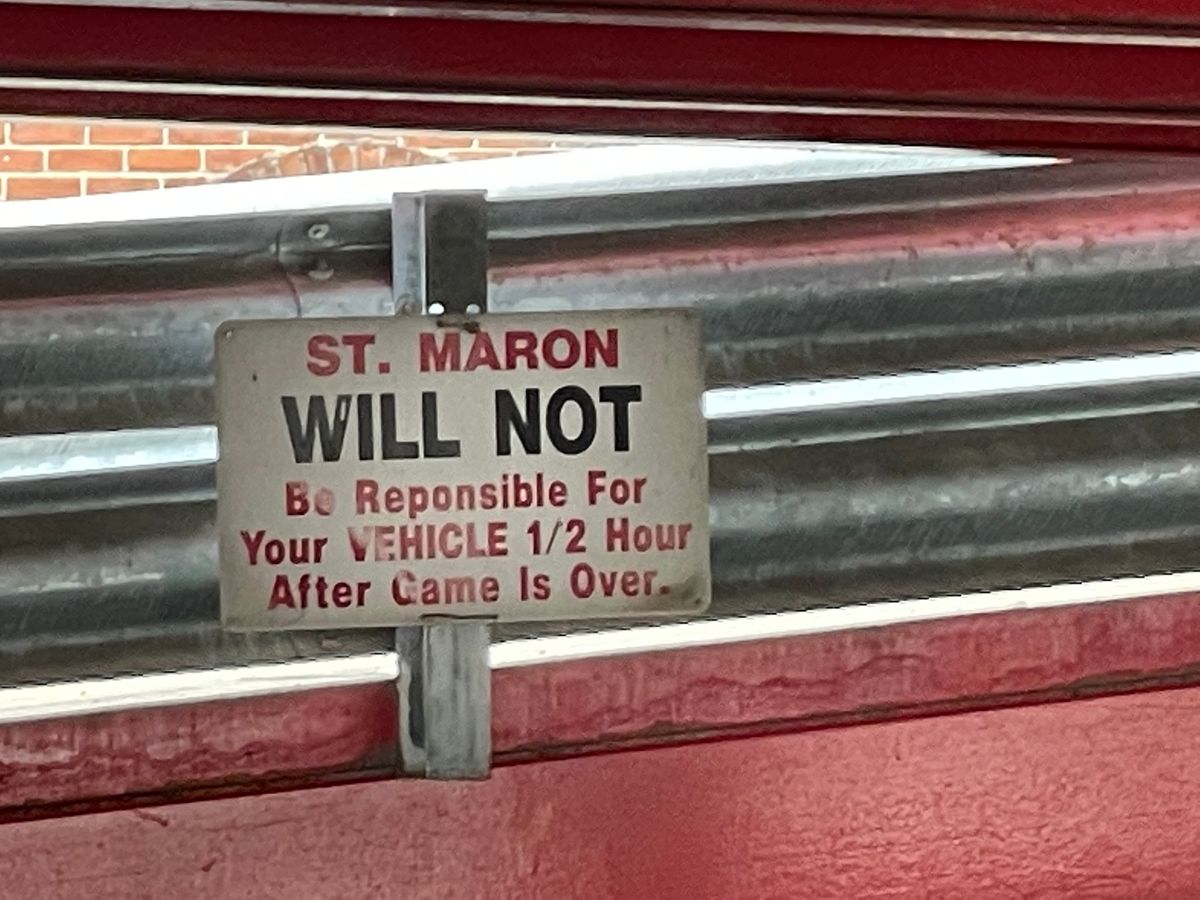 ST. MARON
WILL NOT
Be Reponsible For
Your VEHICLE 1/2 Hour
After Game Is Over.